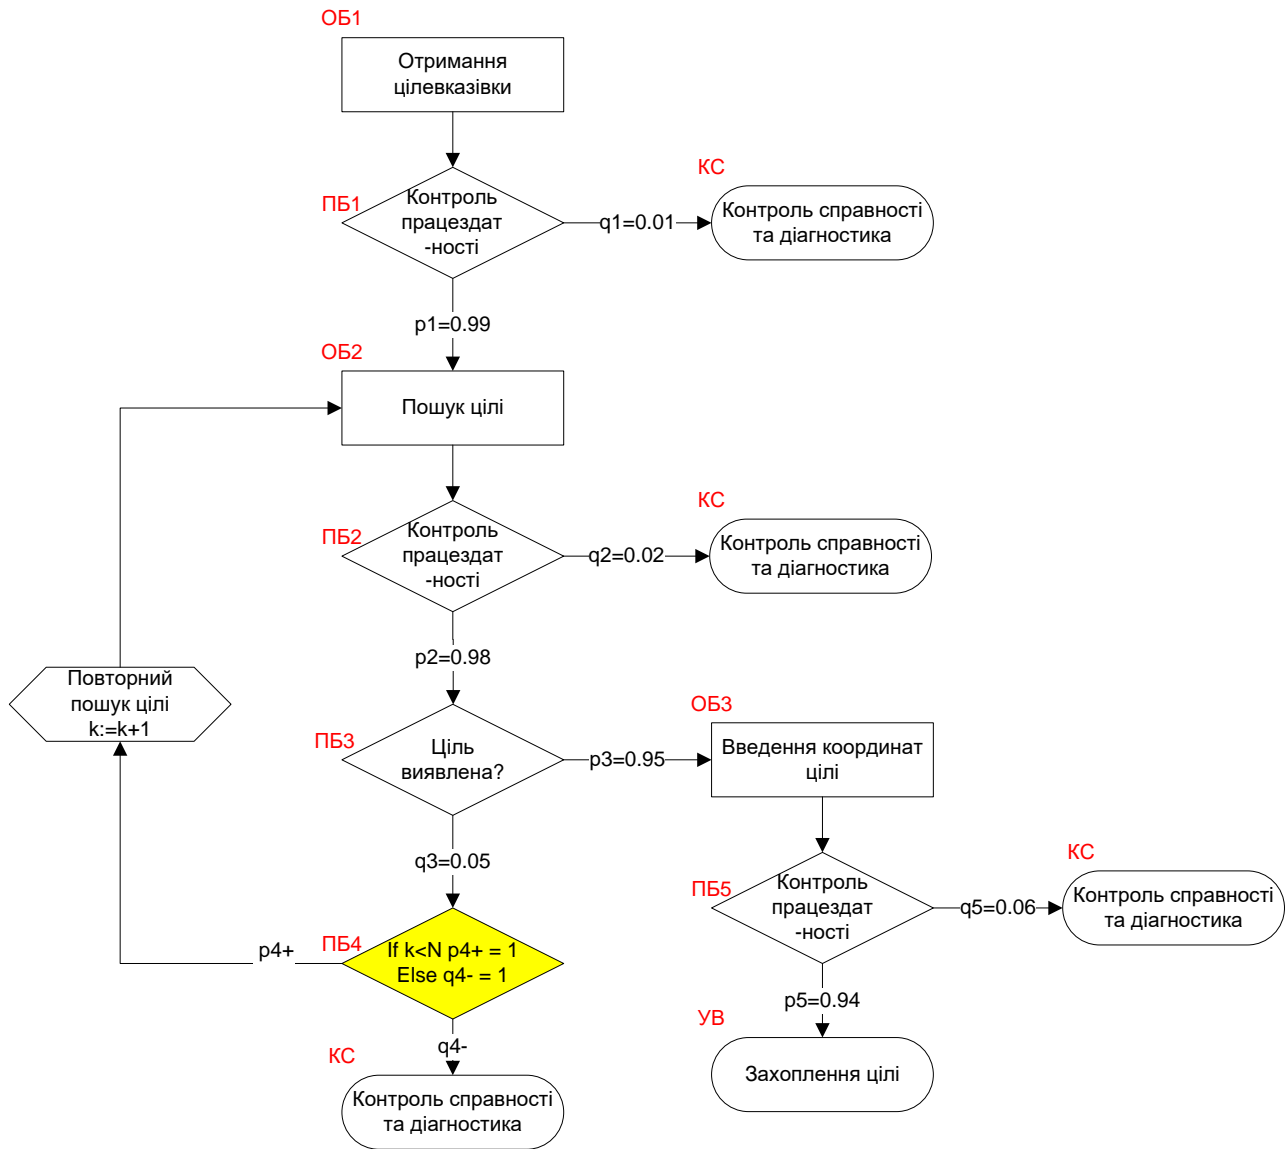 ОБ1
Отримання
цілевказівки
КС
ПБ1
Контроль
працездат
-ності
q1=0.01
Контроль справності
та діагностика
p1=0.99
ОБ2
Пошук цілі
КС
ПБ2
Контроль
працездат
-ності
q2=0.02
Контроль справності
та діагностика
p2=0.98
Повторний
пошук цілі
k:=k+1
ОБ3
ПБ3
Ціль
виявлена?
p3=0.95
Введення координат
цілі
q3=0.05
КС
ПБ5
Контроль
працездат
-ності
q5=0.06
Контроль справності
та діагностика
p4+
ПБ4
If k<N p4+ = 1
Else q4- = 1
p5=0.94
УВ
q4-
КС
Захоплення цілі
Контроль справності
та діагностика